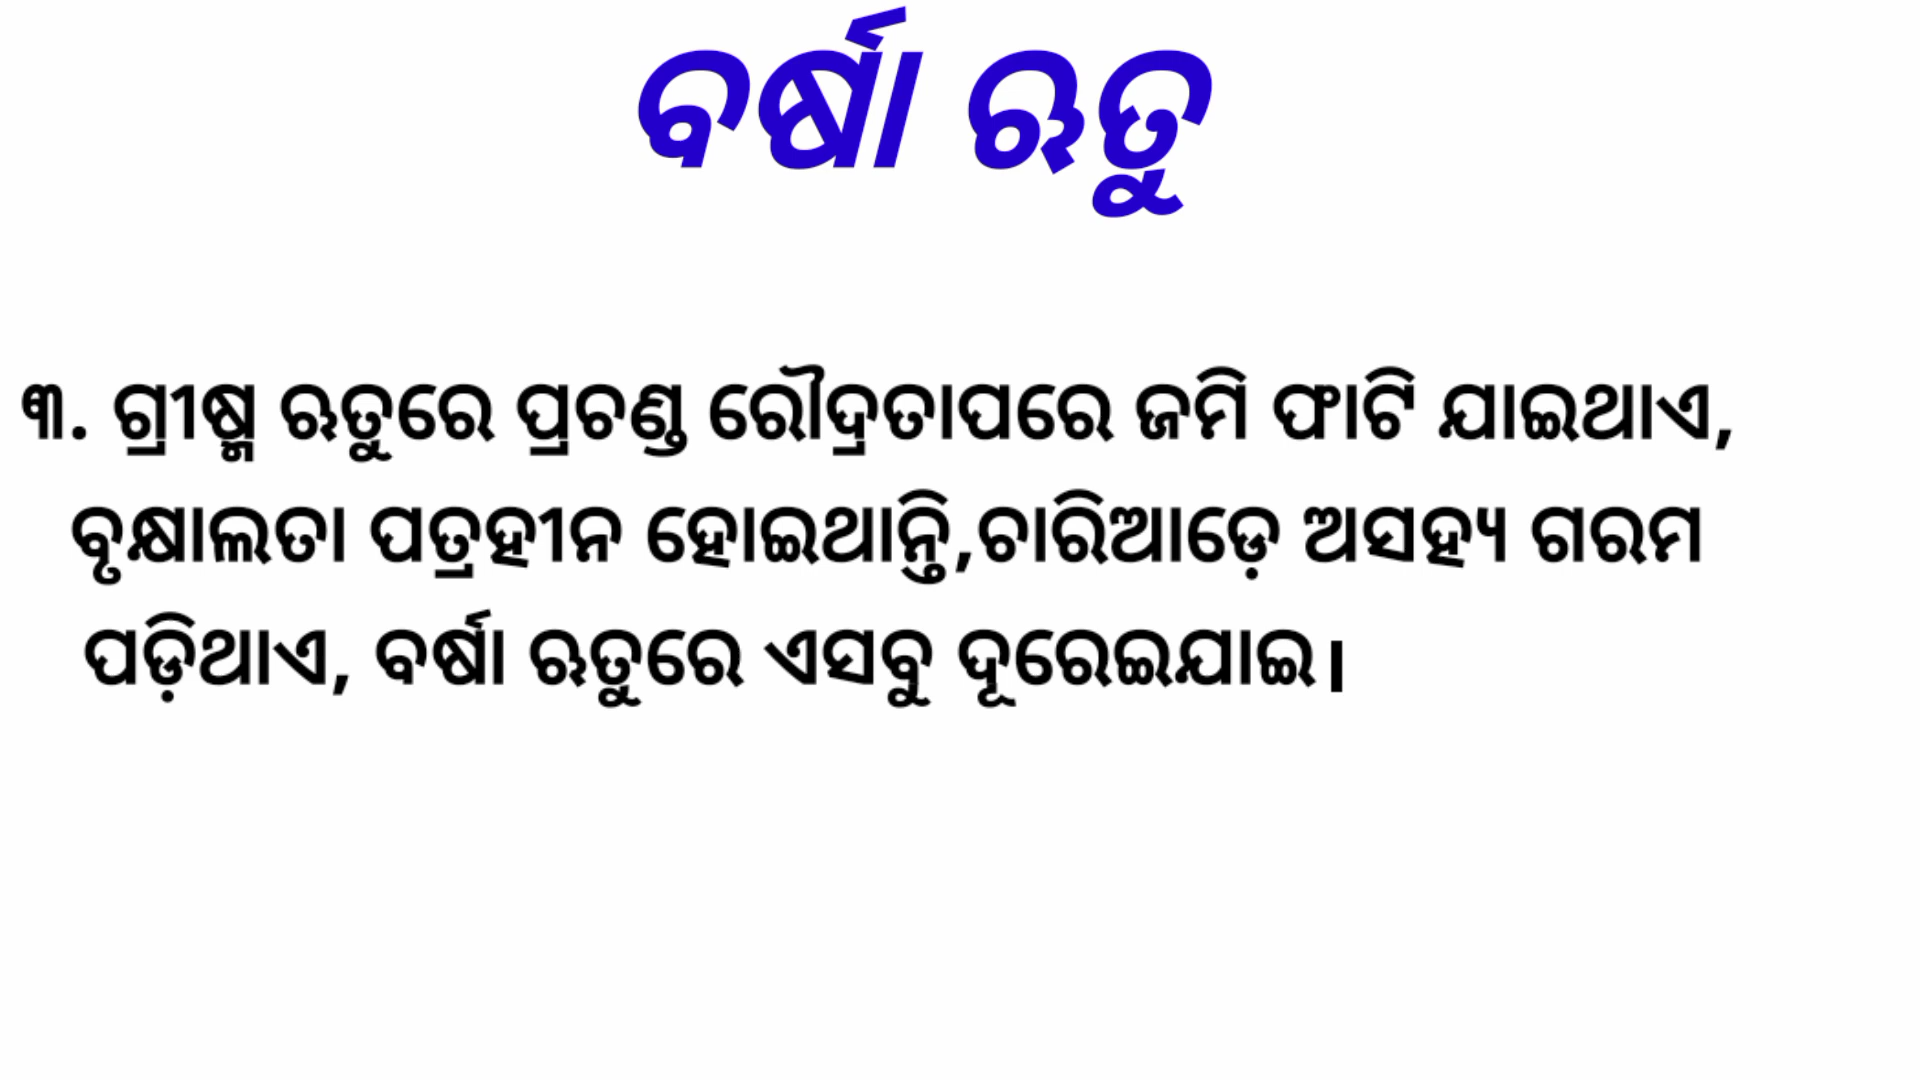 ବର୍ଷା ଋତୁ
୩. ଗ୍ରୀଷ୍ମ ଋତୁରେ ପ୍ରଚଣ୍ଡ ରୌଦ୍ରତାପରେ ଜମି ଫାଟି ଯାଇଥାଏ,
ବୃକ୍ଷାଲତା ପତ୍ରହୀନ ହୋଇଥାନ୍ତି,ଚାରିଆଡ଼େ ଅସହ୍ୟ ଗରମ
ପଡ଼ିଥାଏ, ବର୍ଷା ଋତୁରେ ଏସବୁ ଦୂରେଇଯାଇ।